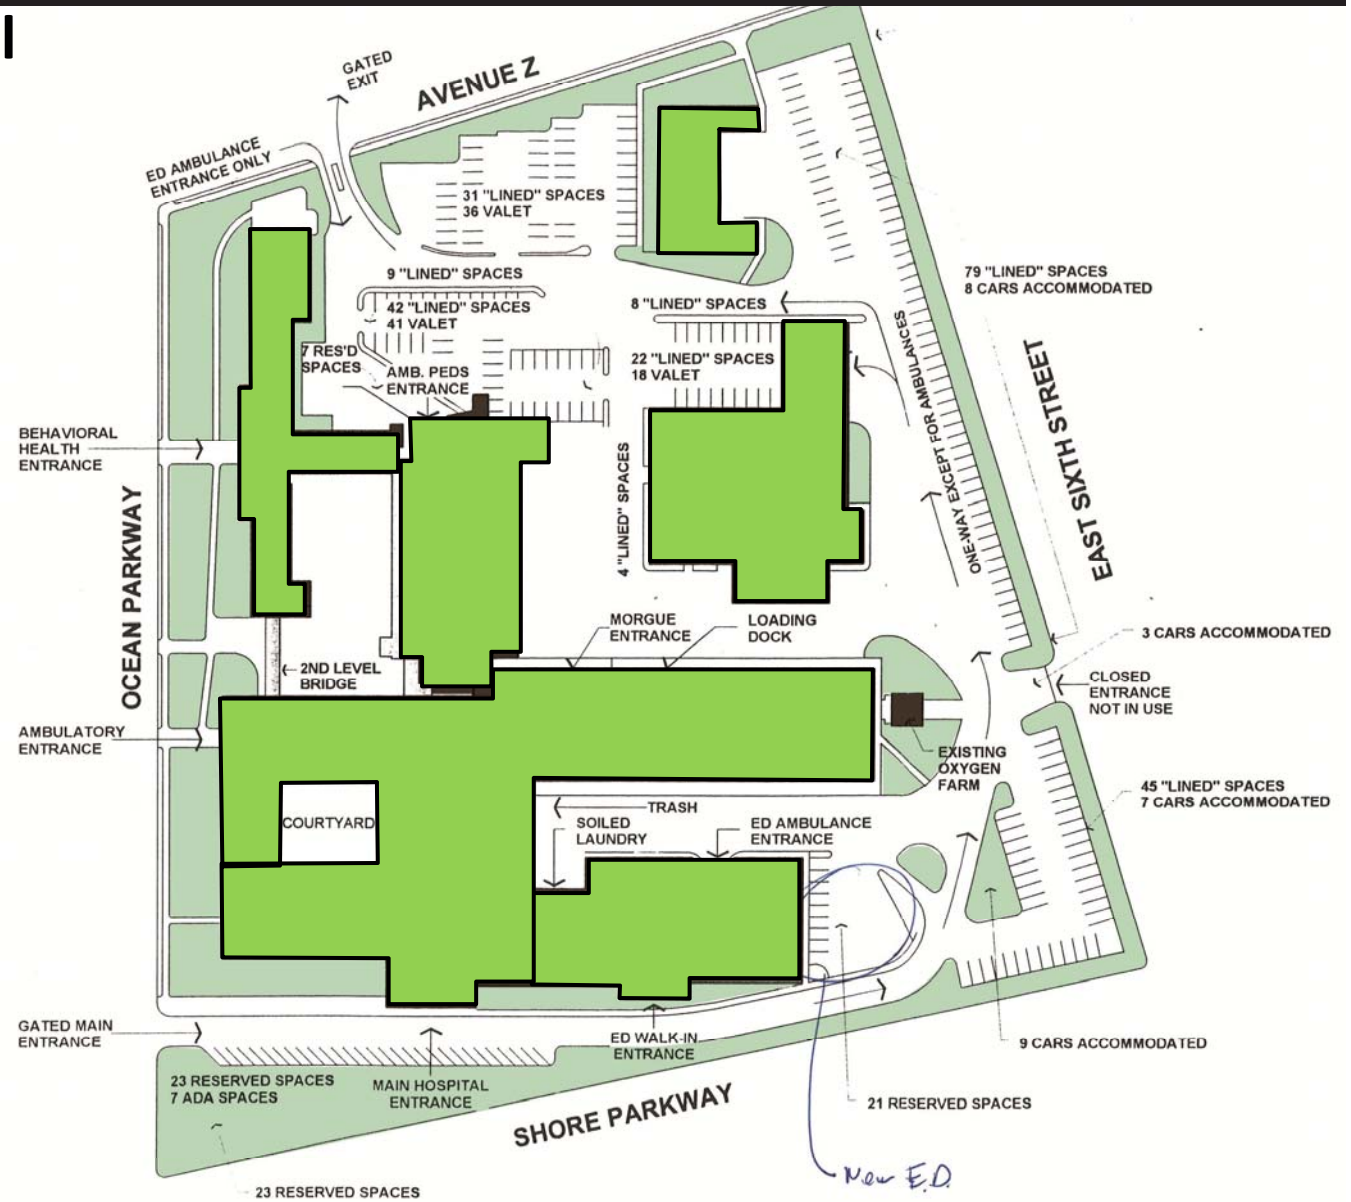 l
GATED
EXIT
AVENUE Z
ED AMBULANCE
ENTRANCE ONLY
31 "LINED" SPACES
36 VALET
9 "LINED" SPACES
42 "LINED" SPACES
41 VALET
7 RES'D
SPACES
AMB. PEDS
ENTRANCE
8 "LINED" SPACES
22 "LINED" SPACES
18 VALET
4 "LINED" SPACES
79 "LINED" SPACES
8 CARS ACCOMMODATED
ONE-WAY EXCEPT FOR AMBULANCES
EAST SIXTH STREET
BEHAVIORAL
HEALTH
ENTRANCE
OCEAN PARKWAY
MORGUE
ENTRANCE
LOADING
DOCK
3 CARS ACCOMMODATED
2ND LEVEL
BRIDGE
CLOSED
ENTRANCE
NOT IN USE
AMBULATORY
ENTRANCE
EXISTING
OXYGEN
FARM
45 "LINED" SPACES
7 CARS ACCOMMODATED
TRASH
COURTYARD
SOILED
LAUNDRY
ED AMBULANCE
ENTRANCE
GATED MAIN
ENTRANCE
ED WALK-IN
ENTRANCE
9 CARS ACCOMMODATED
23 RESERVED SPACES
7 ADA SPACES
MAIN HOSPITAL
ENTRANCE
SHORE PARKWAY
21 RESERVED SPACES
New E.D.
23 RESERVED SPACES